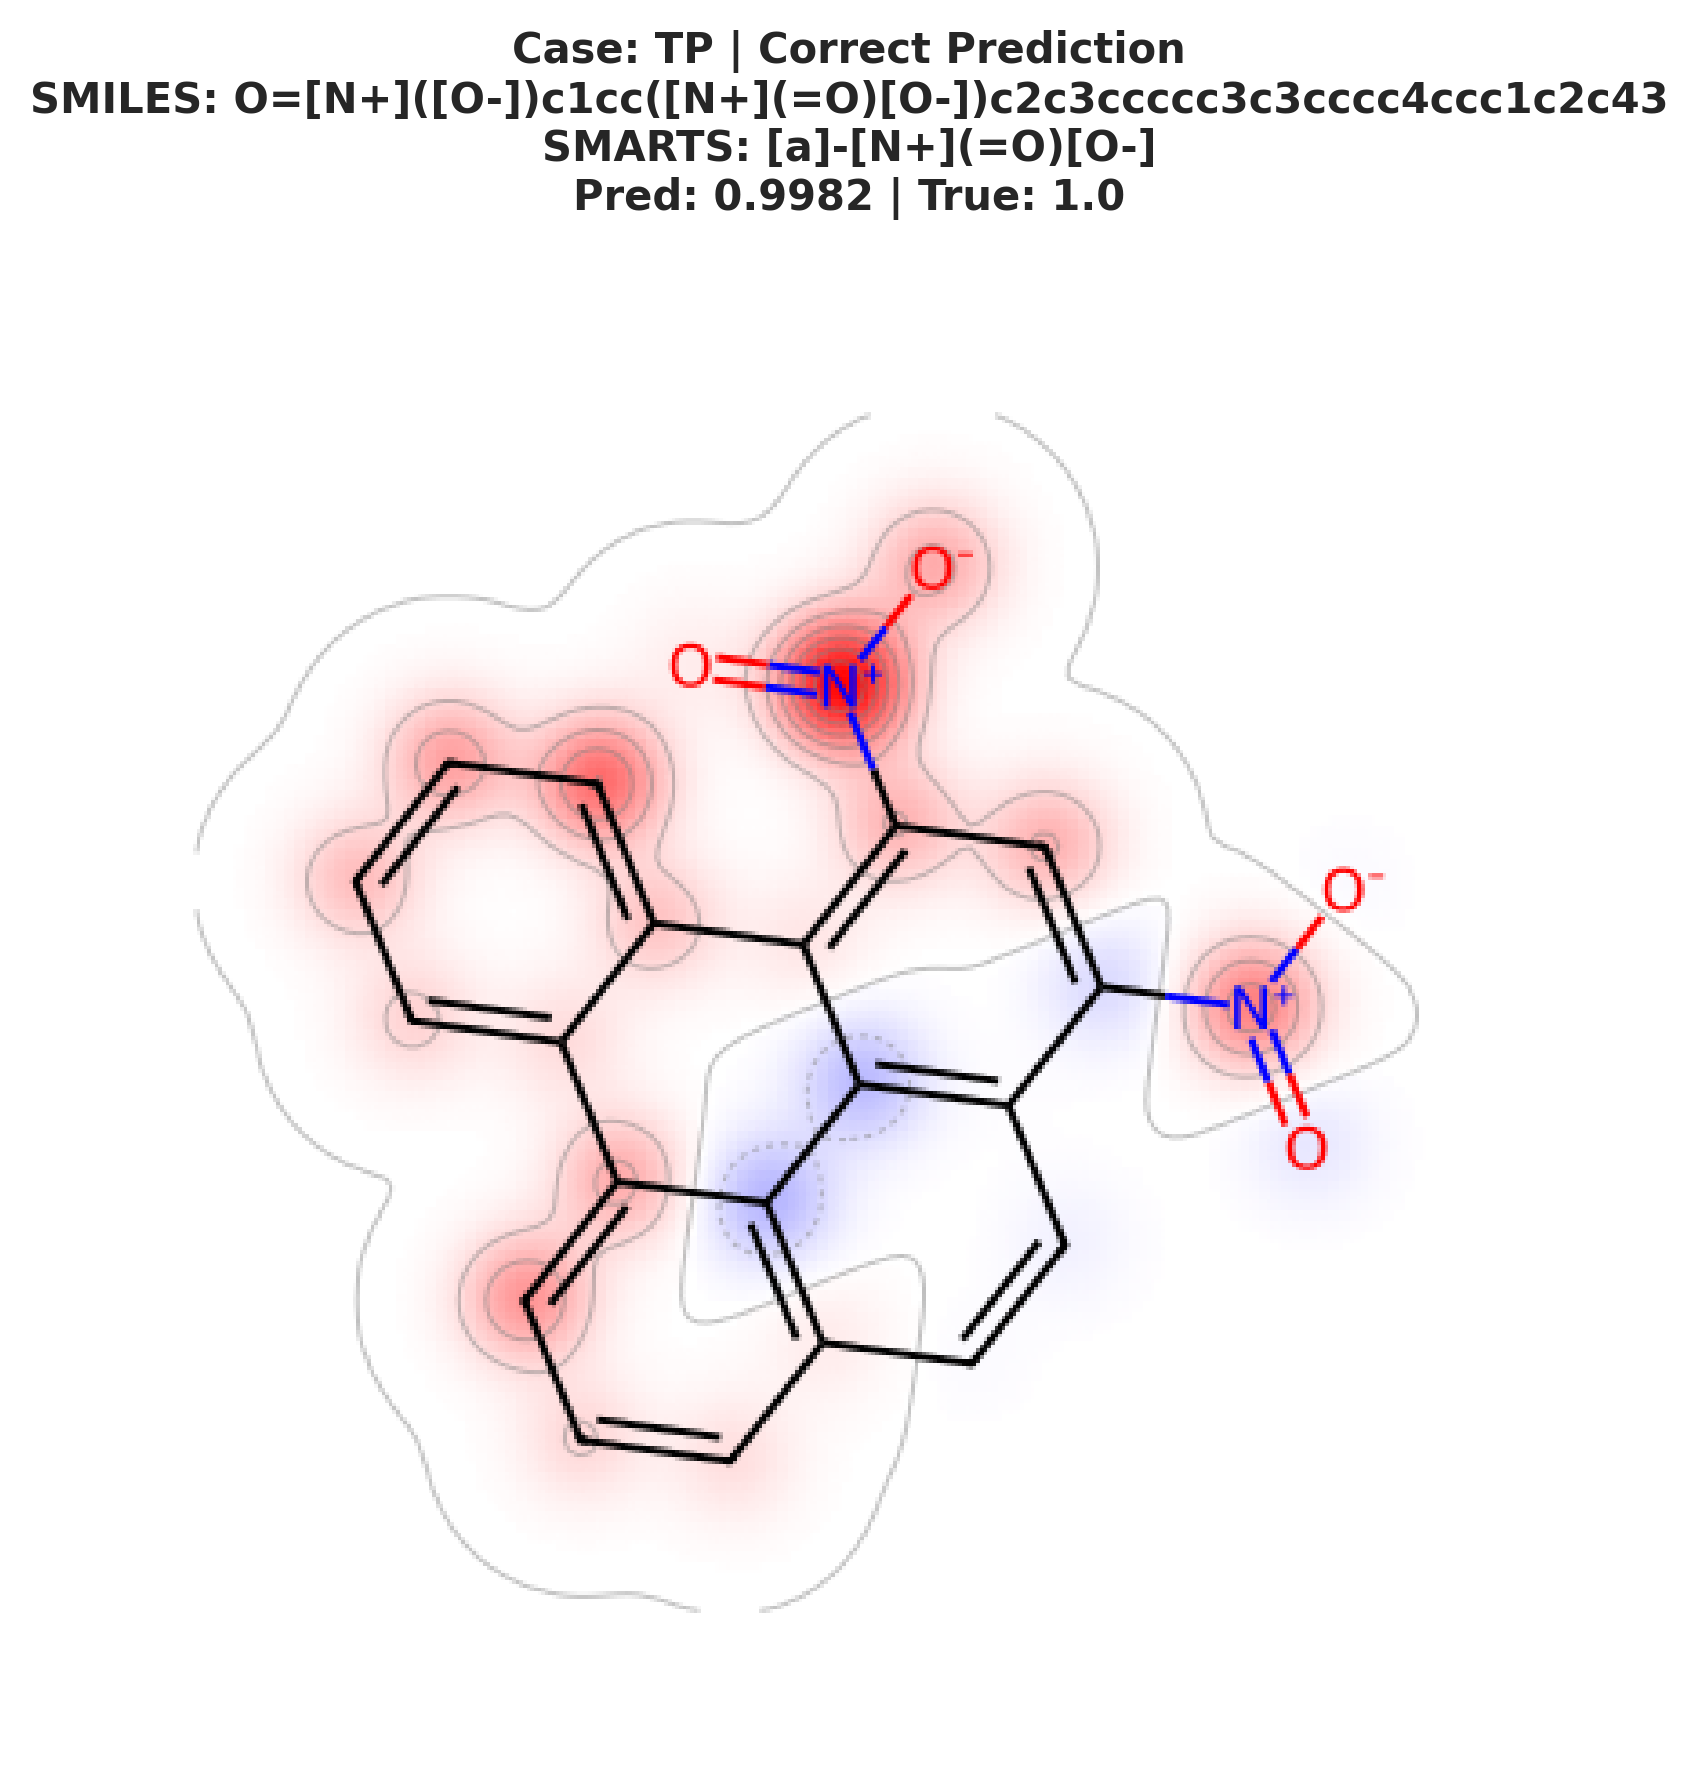 Case: TP | Correct Prediction
SMILES: O=[N+]([O-])c1cc([N+](=O)[O-])c2c3ccccc3c3cccc4ccc1c2c43
SMARTS: [a]-[N+](=O)[O-]
Pred: 0.9982 | True: 1.0
O⁻
O
N⁺
O⁻
N⁺
O